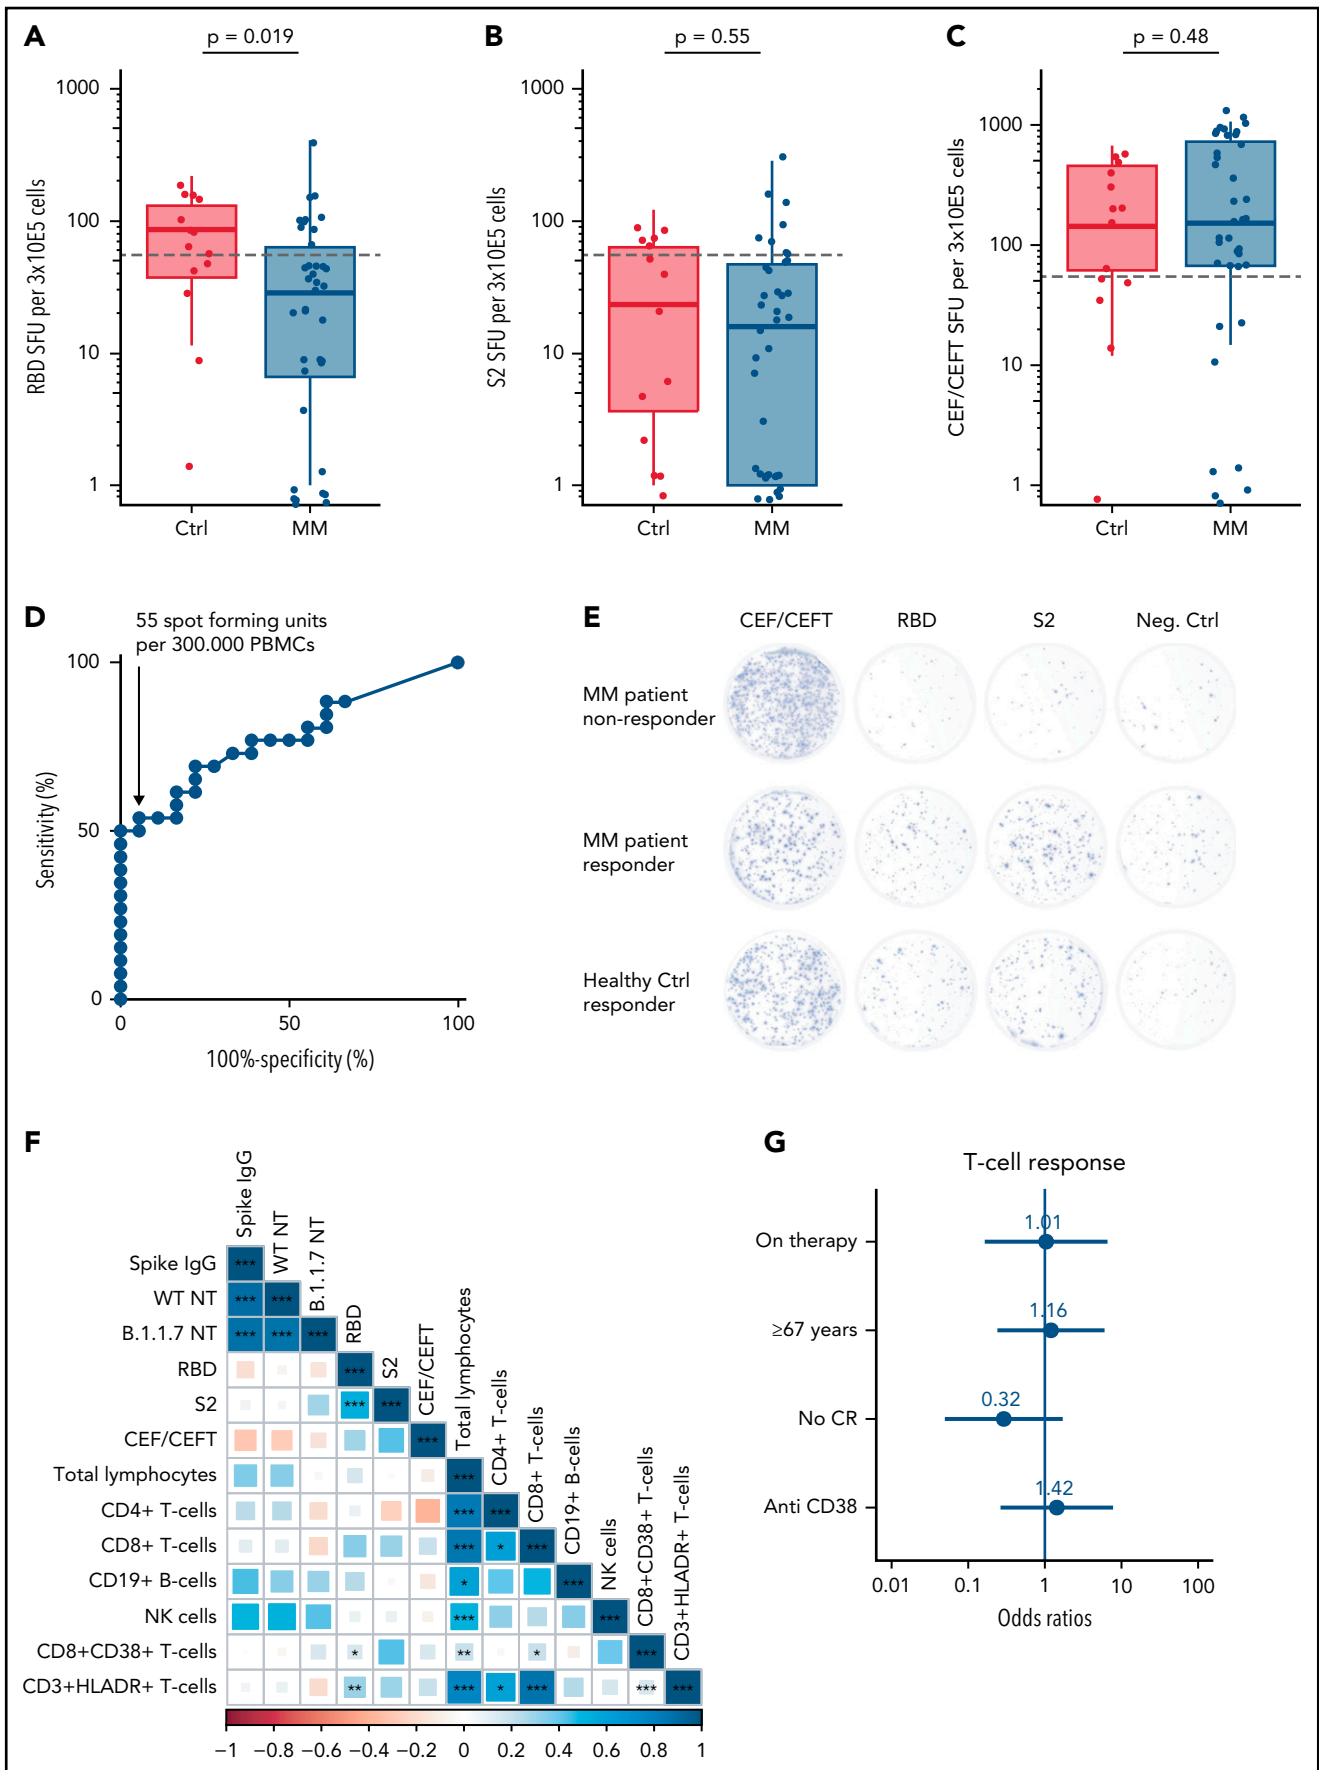 A
p = 0.019
RBD SFU per 3x10E5 cells
1000
100
10
1
Ctrl
MM
B
p = 0.55
S2 SFU per 3x10E5 cells
1000
100
10
1
Ctrl
MM
C
p = 0.48
CEF/CEFT SFU per 3x10E5 cells
1000
100
10
1
Ctrl
MM
D
55 spot forming units
per 300.000 PBMCs
Sensitivity (%)
100
50
0
0
50
100
100%-specificity (%)
E
CEF/CEFT
RBD
S2
Neg. Ctrl
MM patient
non-responder
MM patient
responder
Healthy Ctrl
responder
F
Spike IgG
WT NT
B.1.1.7 NT
RBD
S2
CEF/CEFT
Total lymphocytes
CD4+ T-cells
CD8+ T-cells
CD19+ B-cells
NK cells
CD8+CD38+ T-cells
CD3+HLADR+ T-cells
Spike IgG ***
WT NT *** ***
B.1.1.7 NT *** *** ***
RBD ***
S2 *** ***
CEF/CEFT ***
Total lymphocytes ***
CD4+ T-cells *** ***
CD8+ T-cells *** * ***
CD19+ B-cells * ***
NK cells *** ***
CD8+CD38+ T-cells * ** * ***
CD3+HLADR+ T-cells ** *** * *** *** ***
−1 −0.8 −0.6 −0.4 −0.2 0 0.2 0.4 0.6 0.8 1
G
T-cell response
On therapy
1.01
≥67 years
1.16
No CR
0.32
Anti CD38
1.42
0.01 0.1 1 10 100
Odds ratios